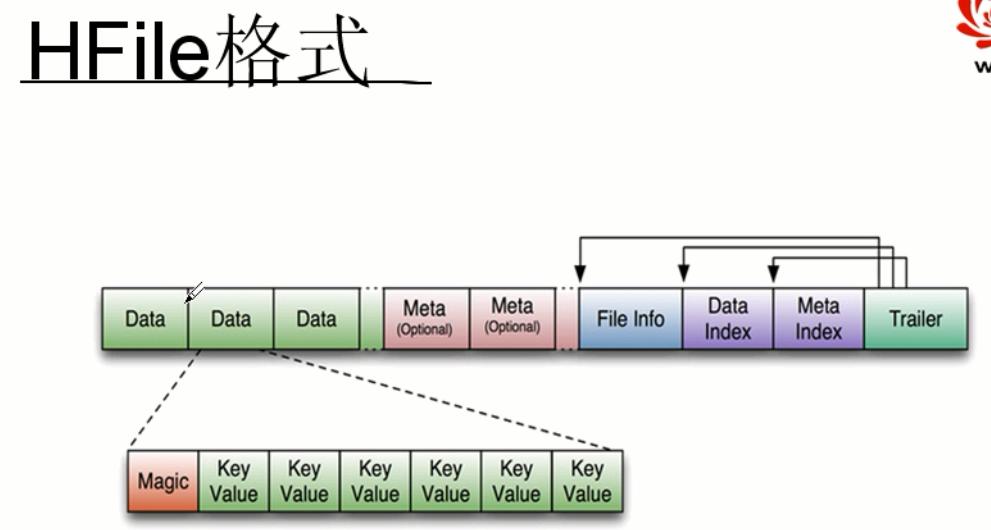 HFile格式
w
Data Data Data Meta Meta File Info Data Meta Trailer
(Optional) (Optional) Index Index
Magic Key Key Key Key Key Key
Value Value Value Value Value Value